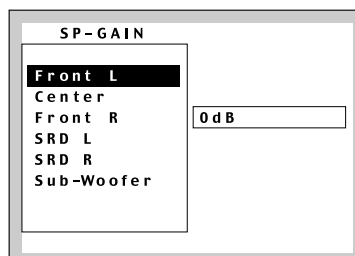 SP-GAIN
Front L
Center
Front R
0dB
SRD L
SRD R
Sub-Woofer